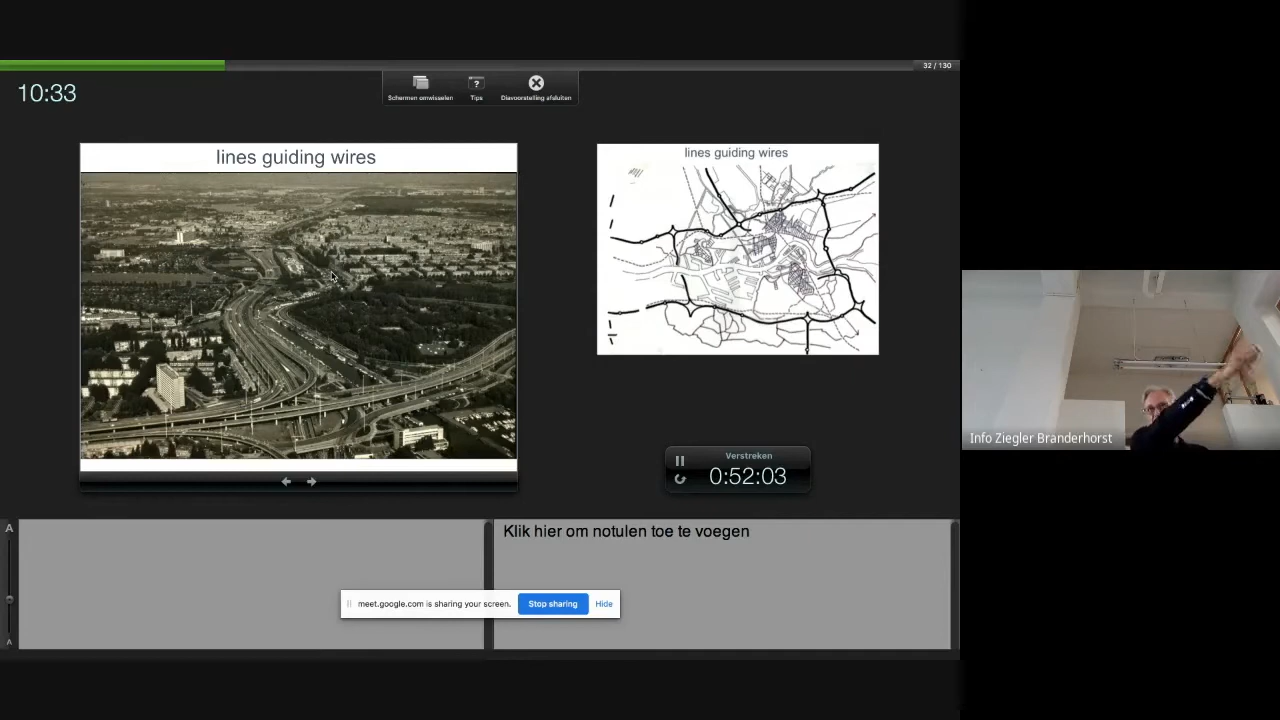 32 / 130
10:33
Schermen omwisselen
Tips
Diavoorstelling afsluiten
lines guiding wires
lines guiding wires
Info Ziegler Branderhorst
Verstreken
0:52:03
A
Klik hier om notulen toe te voegen
meet.google.com is sharing your screen.
Stop sharing
Hide
A